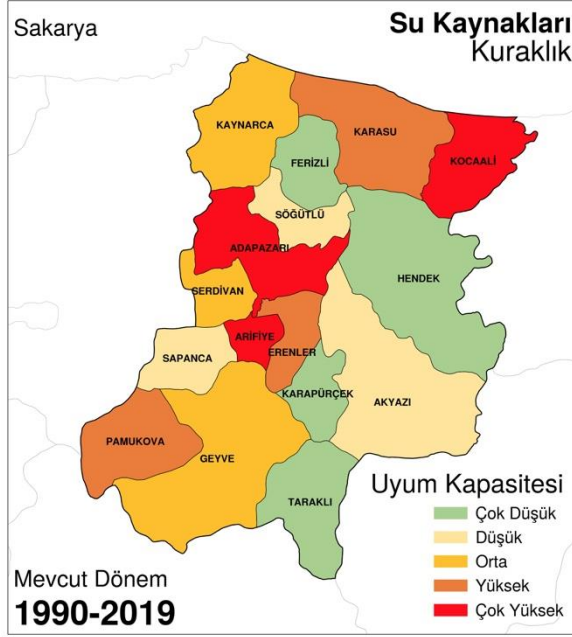 Sakarya
Su Kaynakları
Kuraklık
KAYNARCA
KARASU
KOCAALİ
FERİZLİ
SÖĞÜTLÜ
ADAPAZARI
HENDEK
SERDİVAN
ARİFİYE
ERENLER
SAPANCA
KARAPÜRÇEK
AKYAZI
PAMUKOVA
GEYVE
TARAKLI
Uyum Kapasitesi
Çok Düşük
Düşük
Orta
Yüksek
Çok Yüksek
Mevcut Dönem
1990-2019